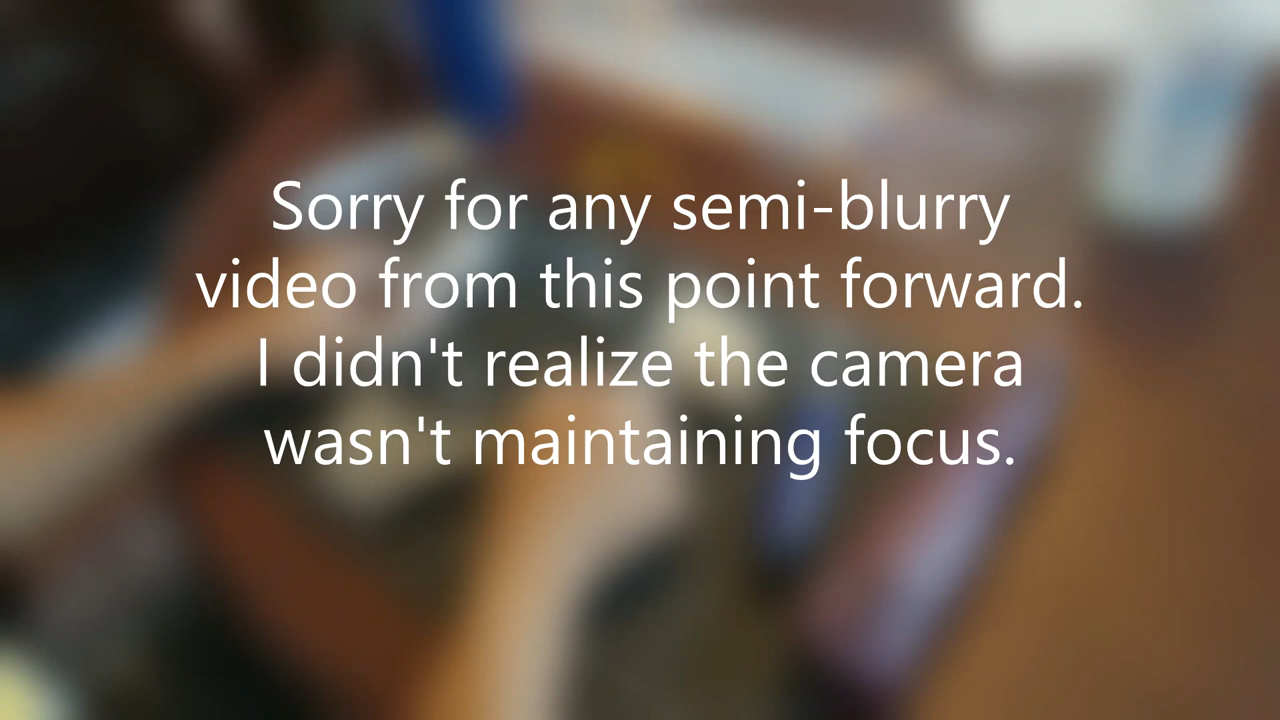 Sorry for any semi-blurry
video from this point forward.
I didn't realize the camera
wasn't maintaining focus.